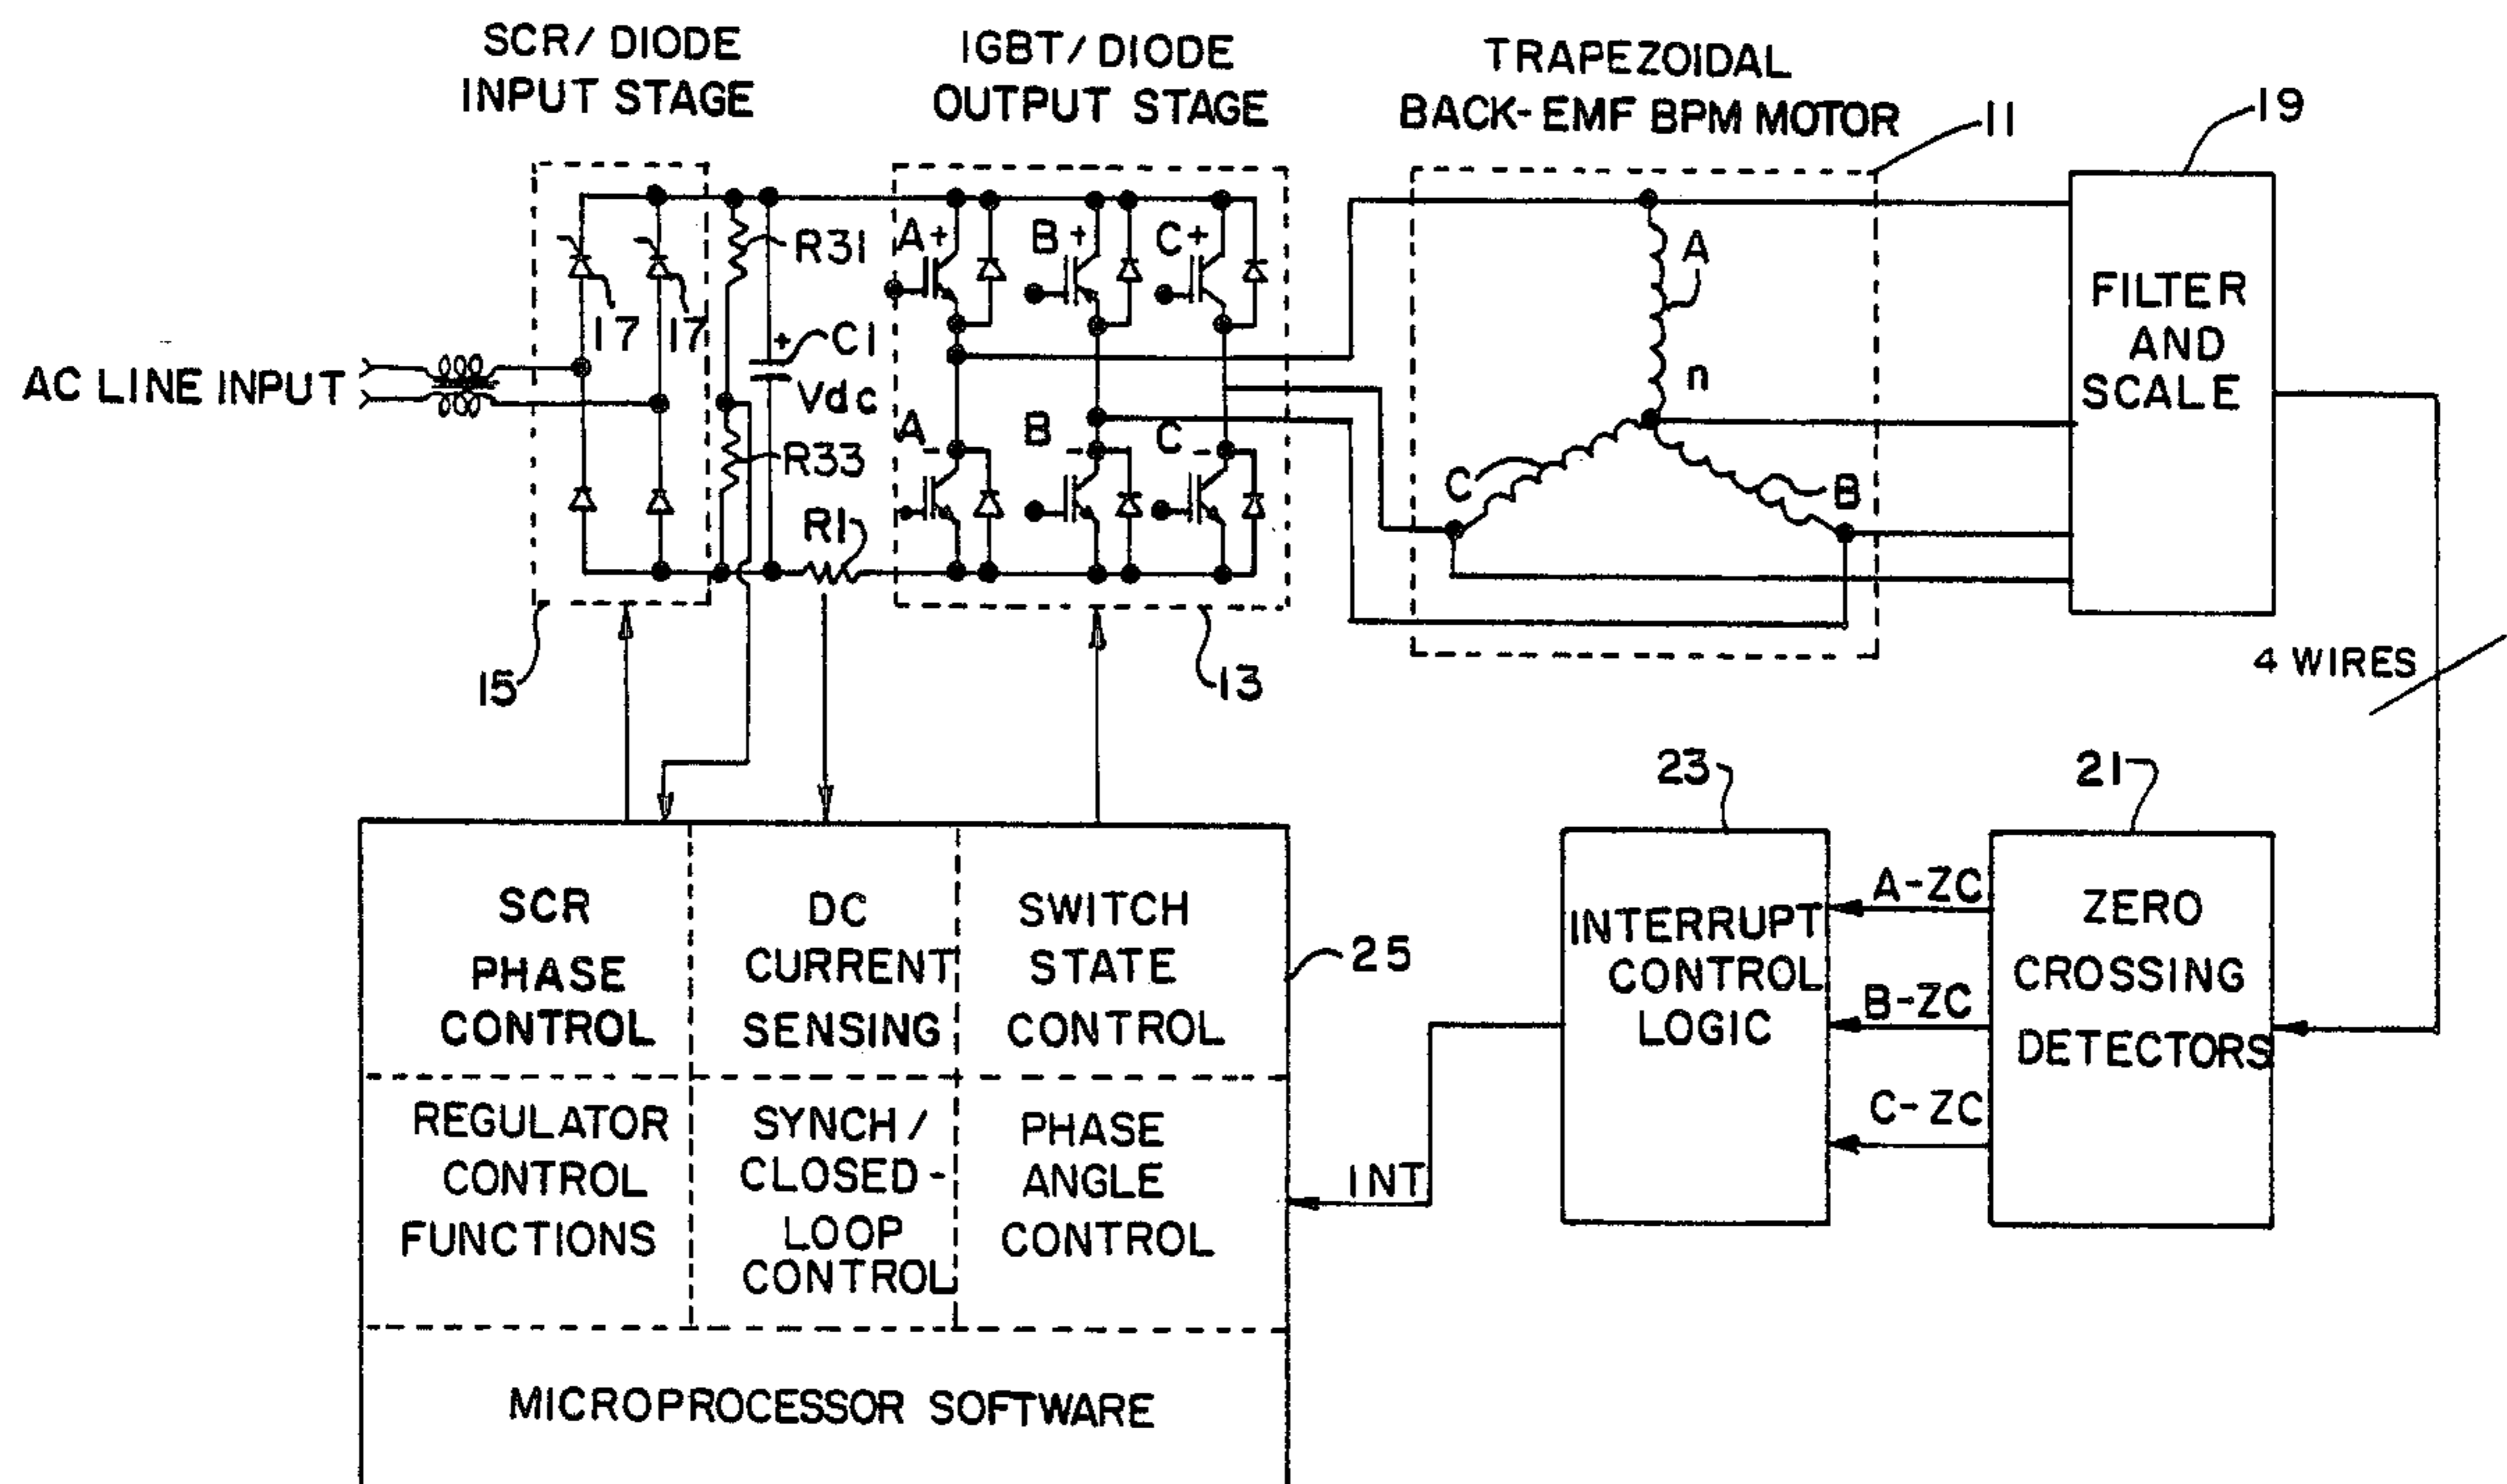 SCR/ DIODE
INPUT STAGE
IGBT/ DIODE
OUTPUT STAGE
TRAPEZOIDAL
BACK- EMF BPM MOTOR
11
19
R31
A+
B+
C+
A
n
FILTER
AND
SCALE
17
17
C1
+
Vdc
AC LINE INPUT
R33
A
-
B
-
C
-
R1
C
B
15
13
4 WIRES
23
21
SCR
PHASE
CONTROL
DC
CURRENT
SENSING
SWITCH
STATE
CONTROL
25
INTERRUPT
CONTROL
LOGIC
A-ZC
B-ZC
C-ZC
ZERO
CROSSING
DETECTORS
REGULATOR
CONTROL
FUNCTIONS
SYNCH /
CLOSED-
LOOP
CONTROL
PHASE
ANGLE
CONTROL
INT
MICROPROCESSOR SOFTWARE